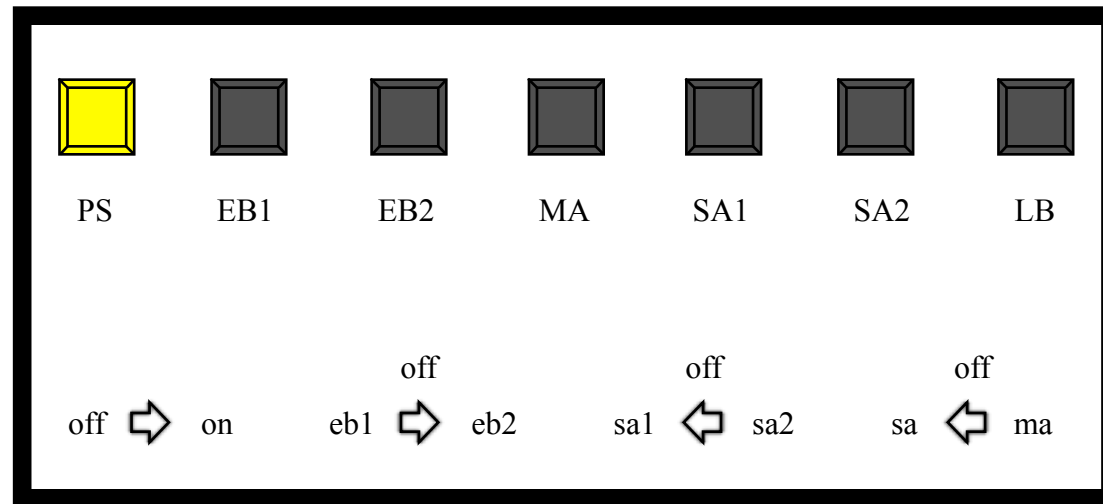 PS EB1 EB2 MA SA1 SA2 LB
off off off
off on eb1 eb2 sa1 sa2 sa ma